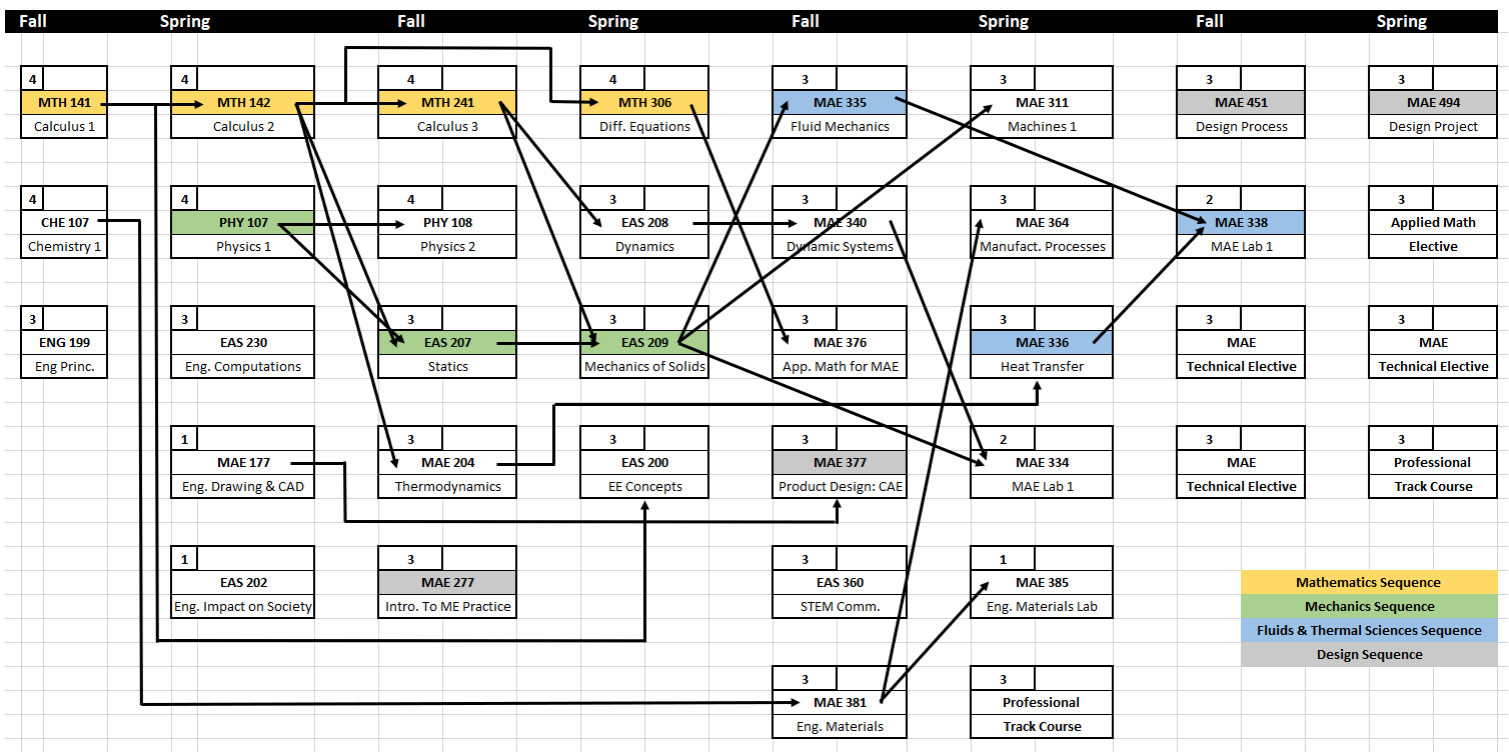 Fall Spring Fall Spring Fall Spring Fall Spring
4 4 4 4 3 3 3 3
MTH 141 MTH 142 MTH 241 MTH 306 MAE 335 MAE 311 MAE 451 MAE 494
Calculus 1 Calculus 2 Calculus 3 Diff. Equations Fluid Mechanics Machines 1 Design Process Design Project
4 4 4 3 3 3 2 3
CHE 107 PHY 107 PHY 108 EAS 208 MAE 340 MAE 364 MAE 338 Applied Math
Chemistry 1 Physics 1 Physics 2 Dynamics Dynamic Systems Manufact. Processes MAE Lab 1 Elective
3 3 3 3 3 3 3 3
ENG 199 EAS 230 EAS 207 EAS 209 MAE 376 MAE 336 MAE MAE
Eng Princ. Eng. Computations Statics Mechanics of Solids App. Math for MAE Heat Transfer Technical Elective Technical Elective
1 3 3 3 2 3 3
MAE 177 MAE 204 EAS 200 MAE 377 MAE 334 MAE Professional
Eng. Drawing & CAD Thermodynamics EE Concepts Product Design: CAE MAE Lab 1 Technical Elective Track Course
1 3 3 1
EAS 202 MAE 277 EAS 360 MAE 385 Mathematics Sequence
Eng. Impact on Society Intro. To ME Practice STEM Comm. Eng. Materials Lab Mechanics Sequence
Fluids & Thermal Sciences Sequence
Design Sequence
3 3
MAE 381 Professional
Eng. Materials Track Course